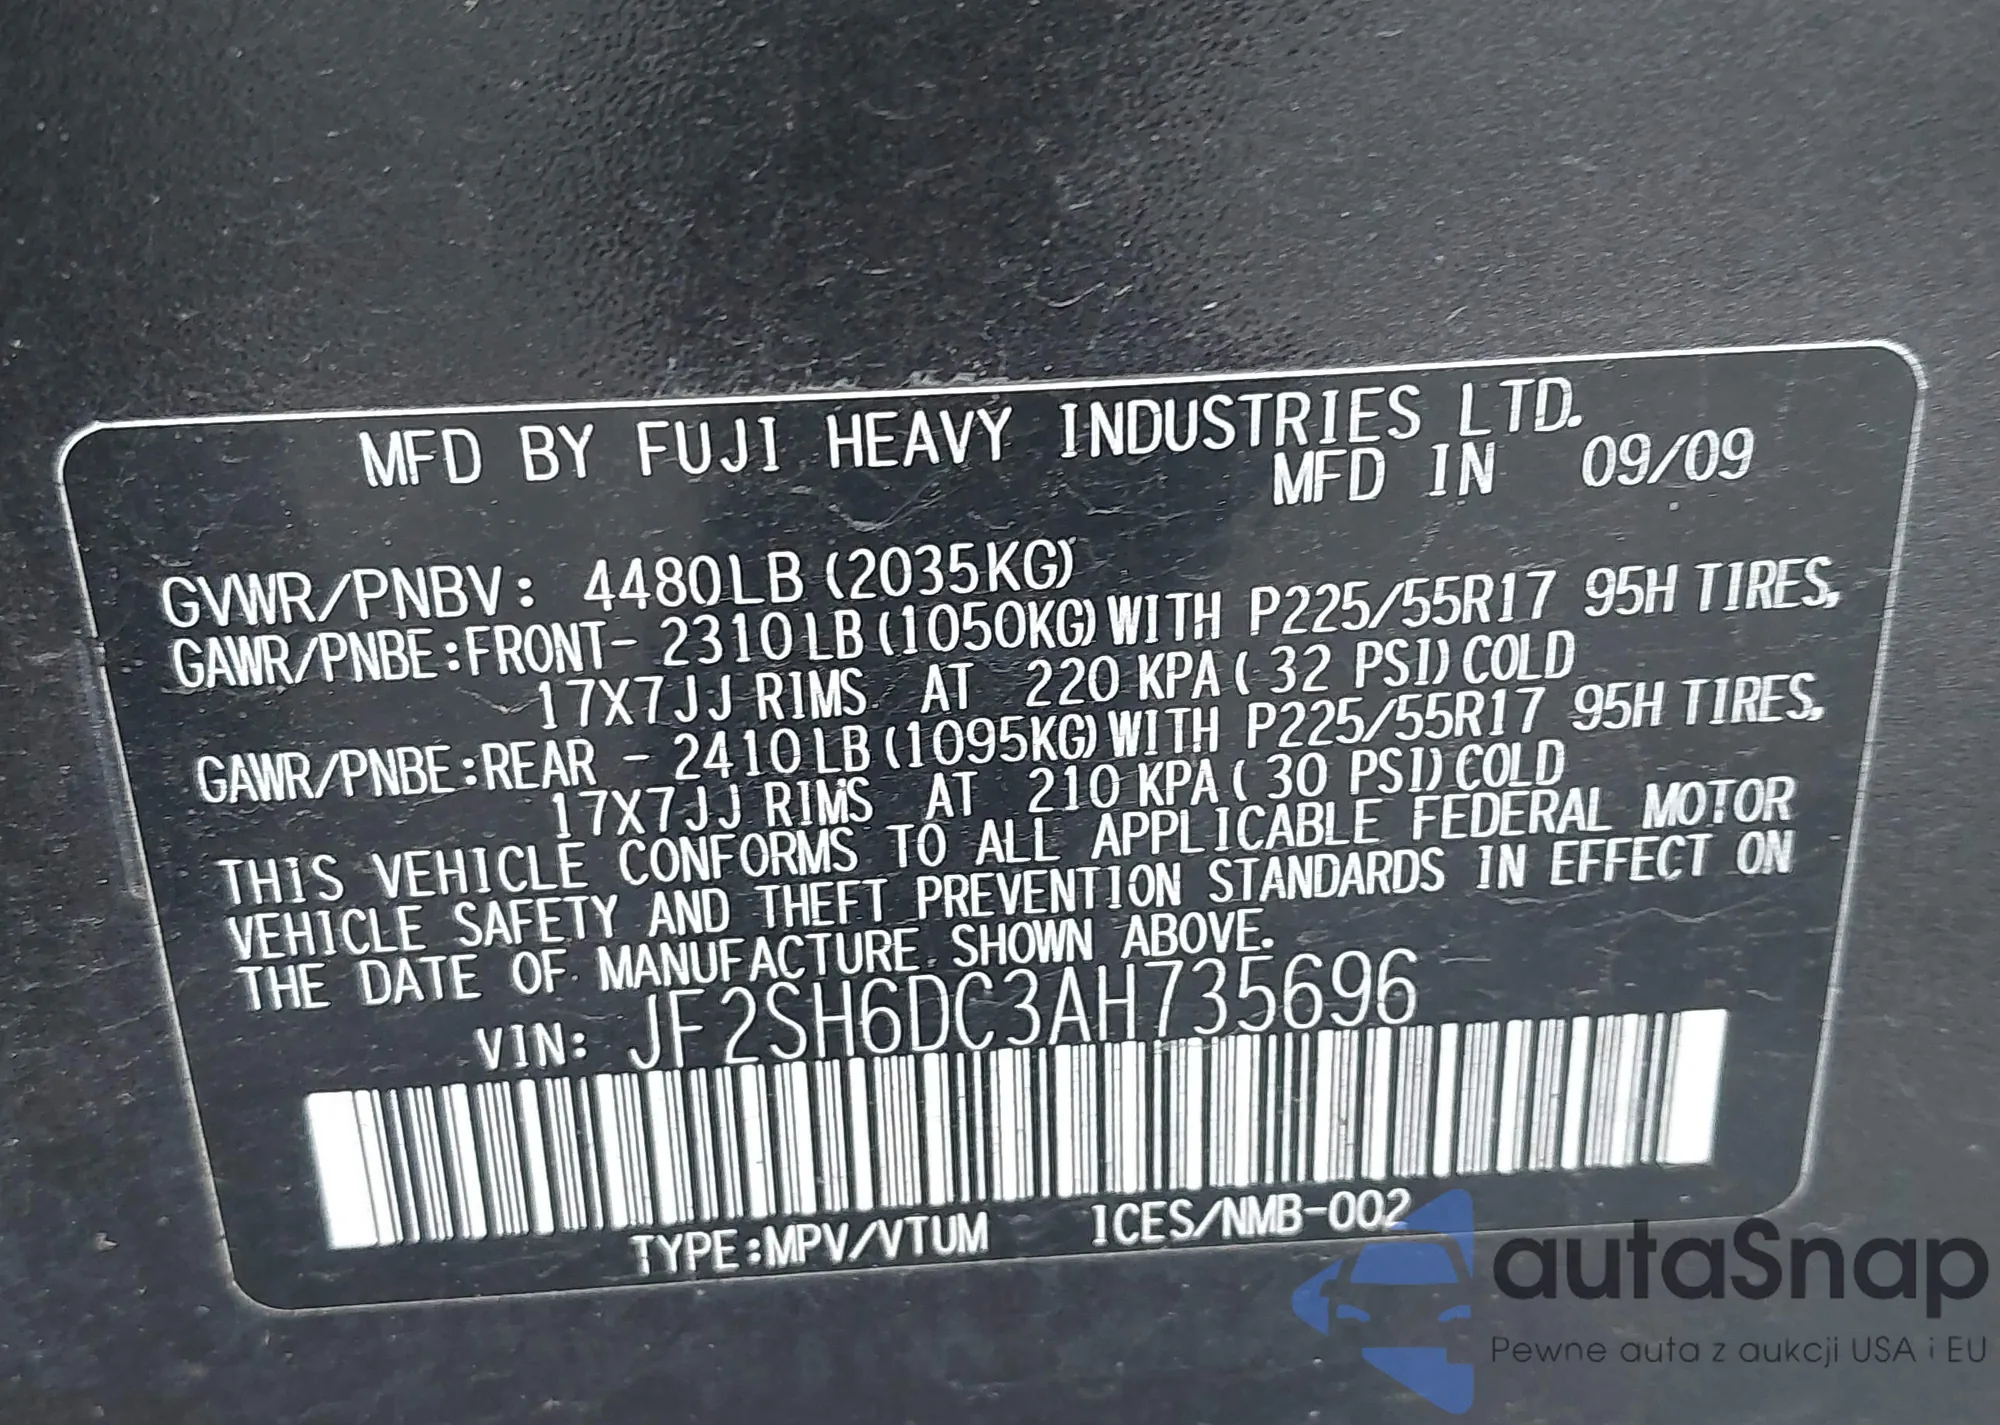 MFD BY FUJI HEAVY INDUSTRIES LTD.
MFD IN 09/09
GVWR/PNBV: 4480LB (2035KG)
GAWR/PNBE:FRONT- 2310LB (1050KG) WITH P225/55R17 95H TIRES,
17X7JJ RIMS. AT 220 KPA ( 32 PSI) COLD
GAWR/PNBE:REAR - 2410LB (1095KG) WITH P225/55R17 95H TIRES,
17X7JJ RIMS AT 210 KPA ( 30 PSI) COLD
THIS VEHICLE CONFORMS TO ALL APPLICABLE FEDERAL MOTOR
VEHICLE SAFETY AND THEFT PREVENTION STANDARDS IN EFFECT ON
THE DATE OF MANUFACTURE SHOWN ABOVE.
VIN: JF2SH6DC3AH735696
TYPE:MPV/VTUM ICES/NMB-002
autaSnap
Pewne auta z aukcji USA i EU